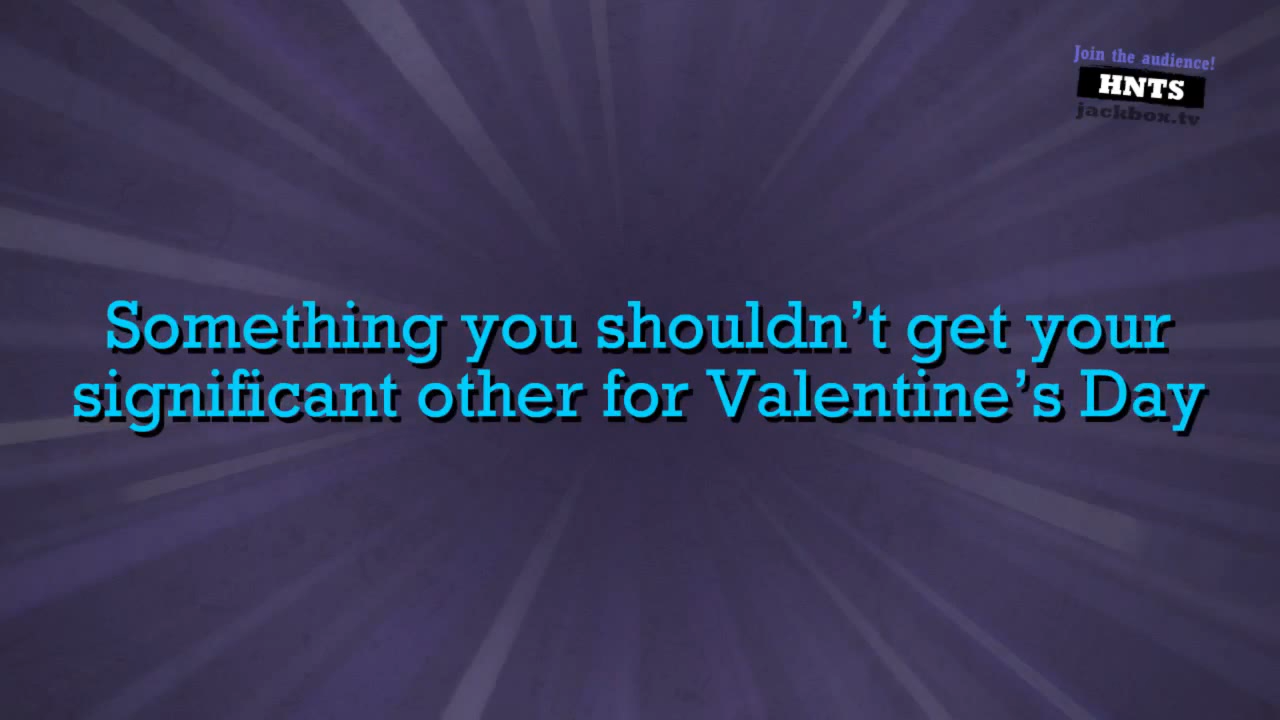 Join the audience!
HNTS
jackbox.tv
Something you shouldn’t get your
significant other for Valentine’s Day